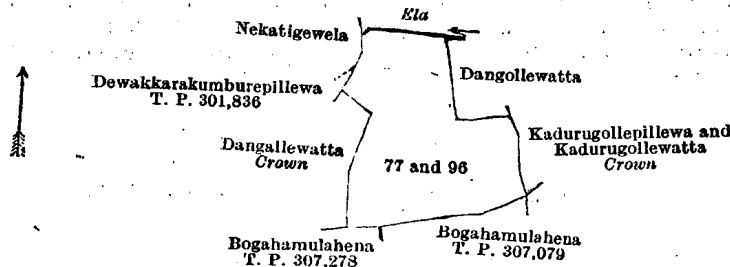 Ela
Nekatigewela
Dangollewatta
Dewakkarakumburepillewa
T. P. 301,836
Dangallewatta
Crown
Kadurugollepillewa and
Kadurugollewatta
Crown
77 and 96
Bogahamulahena
T. P. 307,278
Bogahamulahena
T. P. 307,079